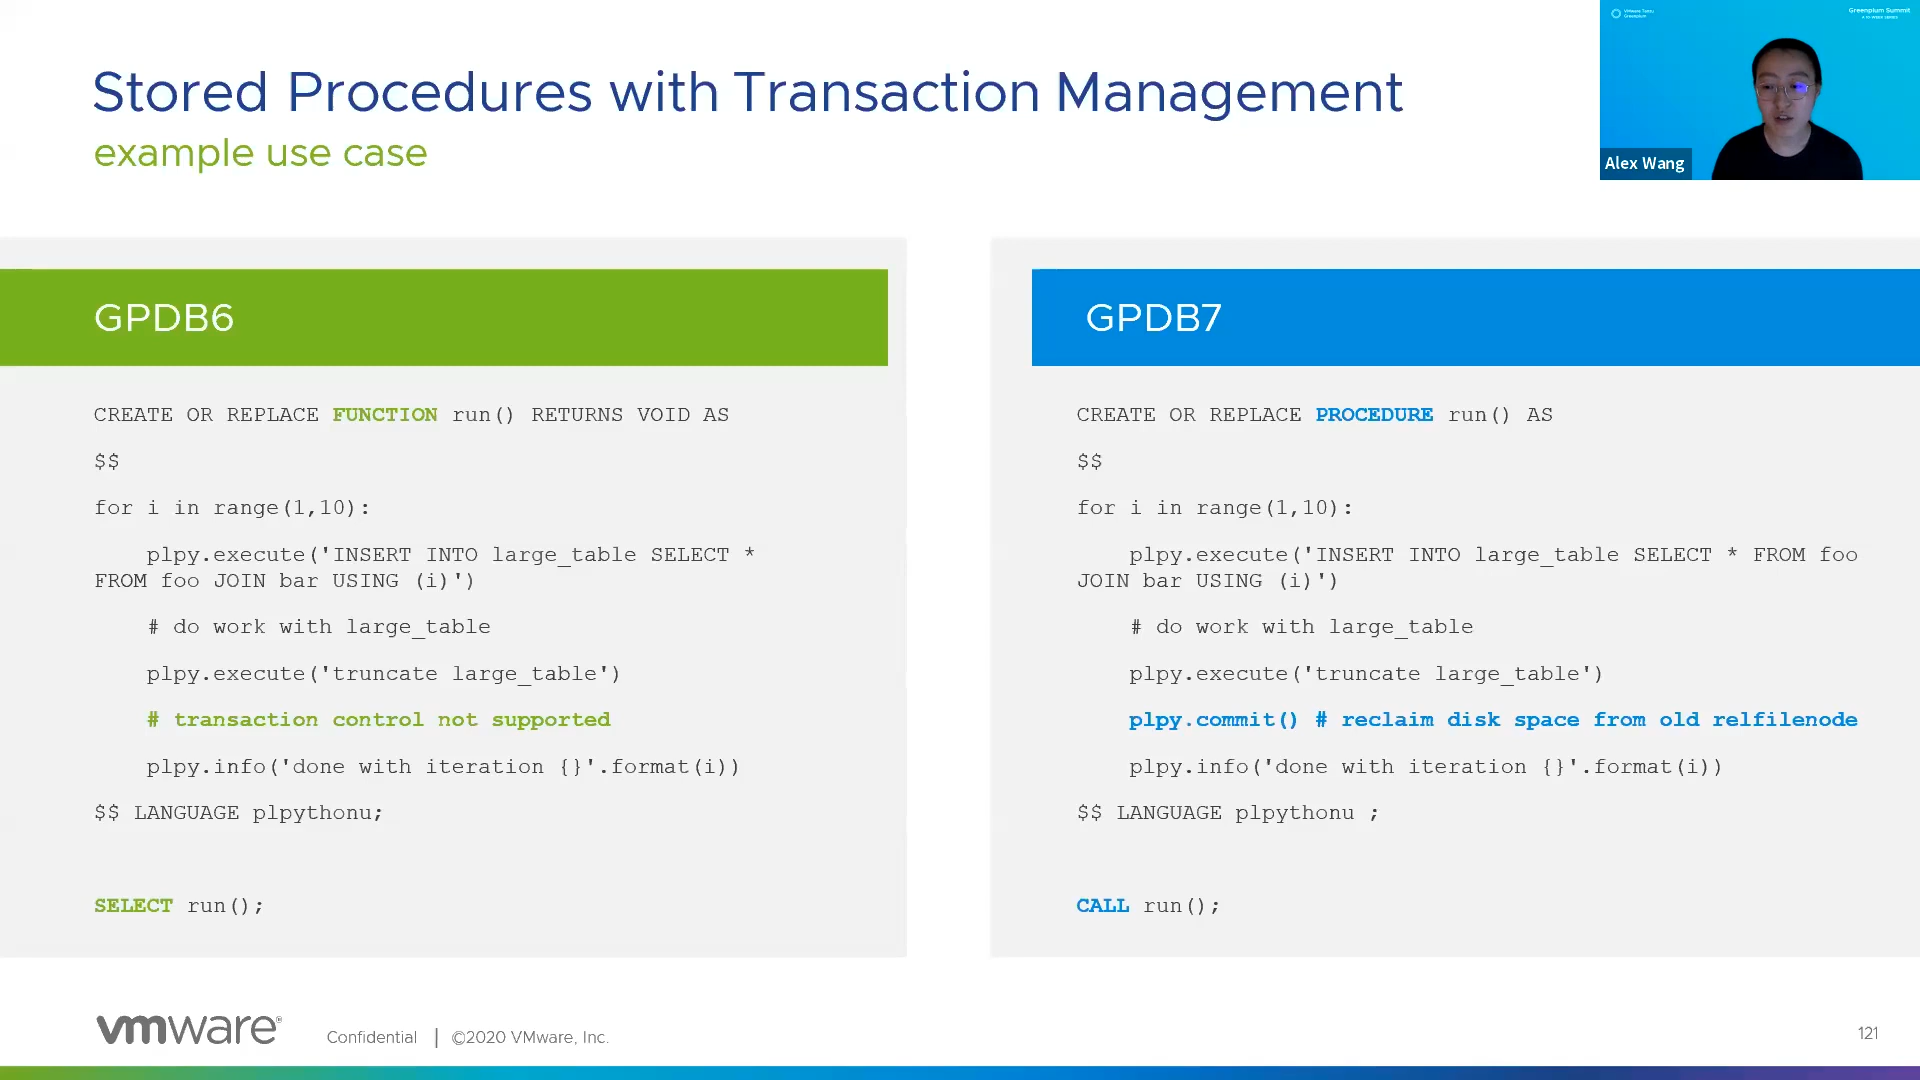 VMware Tanzu
Greenplum
Greenplum Summit
Stored Procedures with Transaction Management
example use case
Alex Wang
GPDB6
CREATE OR REPLACE FUNCTION run() RETURNS VOID AS
$$
for i in range(1,10):
plpy.execute('INSERT INTO large_table SELECT *
FROM foo JOIN bar USING (i)')
# do work with large_table
plpy.execute('truncate large_table')
# transaction control not supported
plpy.info('done with iteration {}'.format(i))
$$ LANGUAGE plpythonu;
SELECT run();
GPDB7
CREATE OR REPLACE PROCEDURE run() AS
$$
for i in range(1,10):
plpy.execute('INSERT INTO large_table SELECT * FROM foo
JOIN bar USING (i)')
# do work with large_table
plpy.execute('truncate large_table')
plpy.commit() # reclaim disk space from old relfilenode
plpy.info('done with iteration {}'.format(i))
$$ LANGUAGE plpythonu ;
CALL run();
vmware®
Confidential | ©2020 VMware, Inc.
121